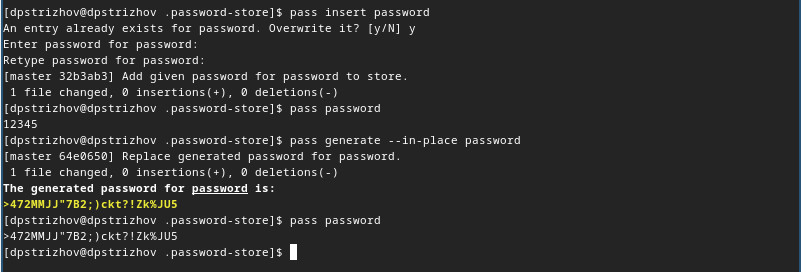 [dpstrizhov@dpstrizhov .password-store]$ pass insert password
An entry already exists for password. Overwrite it? [y/N] y
Enter password for password:
Retype password for password:
[master 32b3ab3] Add given password for password to store.
 1 file changed, 0 insertions(+), 0 deletions(-)
[dpstrizhov@dpstrizhov .password-store]$ pass password
12345
[dpstrizhov@dpstrizhov .password-store]$ pass generate --in-place password
[master 64e0650] Replace generated password for password.
 1 file changed, 0 insertions(+), 0 deletions(-)
The generated password for password is:
>472MMJJ"7B2;)ckt?!Zk%JU5
[dpstrizhov@dpstrizhov .password-store]$ pass password
>472MMJJ"7B2;)ckt?!Zk%JU5
[dpstrizhov@dpstrizhov .password-store]$